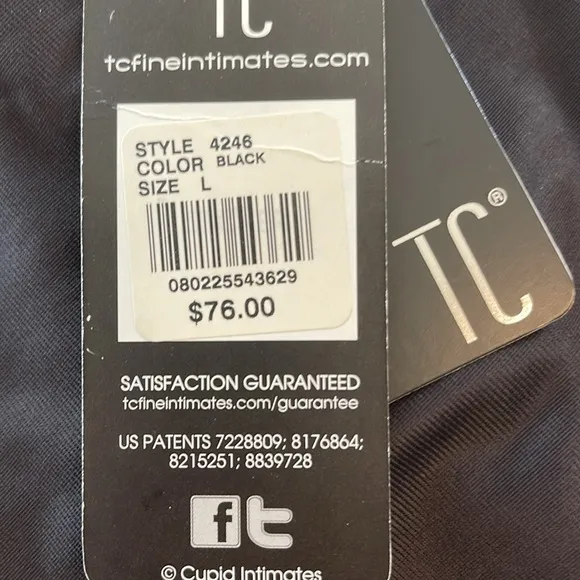 TC
tcfineintimates.com
STYLE 4246
COLOR BLACK
SIZE L
080225543629
$76.00
SATISFACTION GUARANTEED
tcfineintimates.com/guarantee
US PATENTS 7228809; 8176864;
8215251; 8839728
f t
© Cupid Intimates
TC®